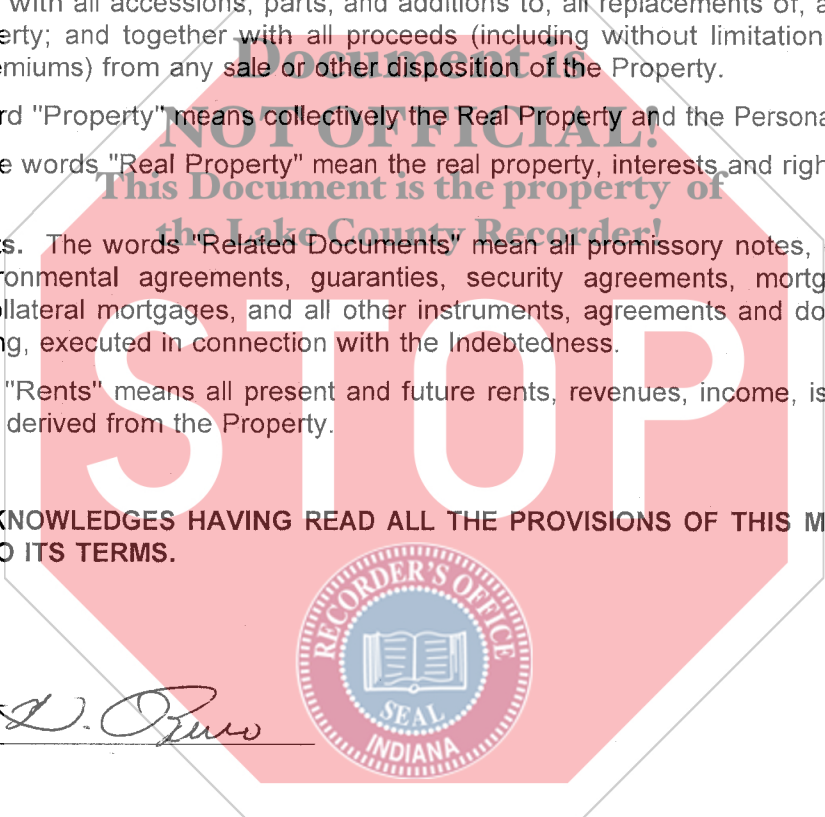 with all accessions, parts, and additions to, all replacements of, a
erty; and together with all proceeds (including without limitation
emiums) from any sale or other disposition of the Property.
Document is
NOT OFFICIAL!
This Document is the property of
the Lake County Recorder!
rd "Property" means collectively the Real Property and the Persona
e words "Real Property" mean the real property, interests and righ
s. The words "Related Documents" mean all promissory notes,
ronmental agreements, guaranties, security agreements, mortg
llateral mortgages, and all other instruments, agreements and do
ng, executed in connection with the Indebtedness.
"Rents" means all present and future rents, revenues, income, is
derived from the Property.
STOP
KNOWLEDGES HAVING READ ALL THE PROVISIONS OF THIS M
O ITS TERMS.
RECORDER'S OFFICE
SEAL
INDIANA